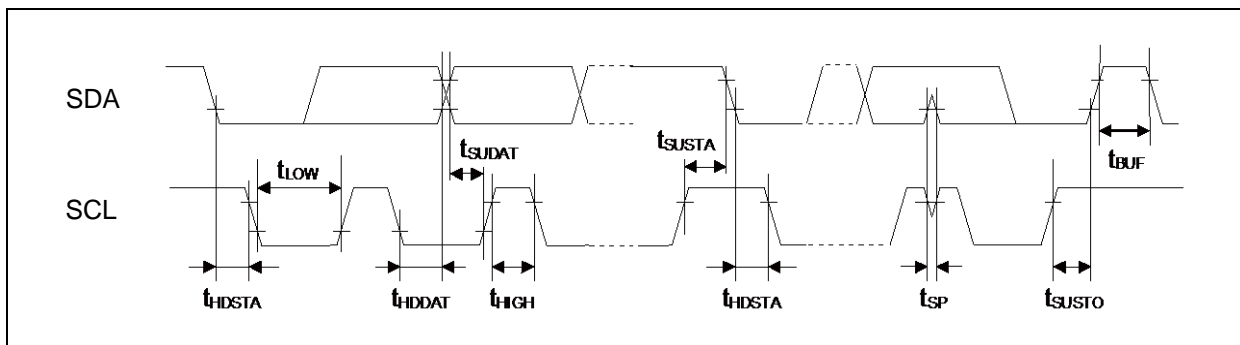 SDA
tSUDAT
tSUSTA
tBUF
tLOW
SCL
tHDSTA
tHDDAT
tHIGH
tHDSTA
tSP
tSUSTO